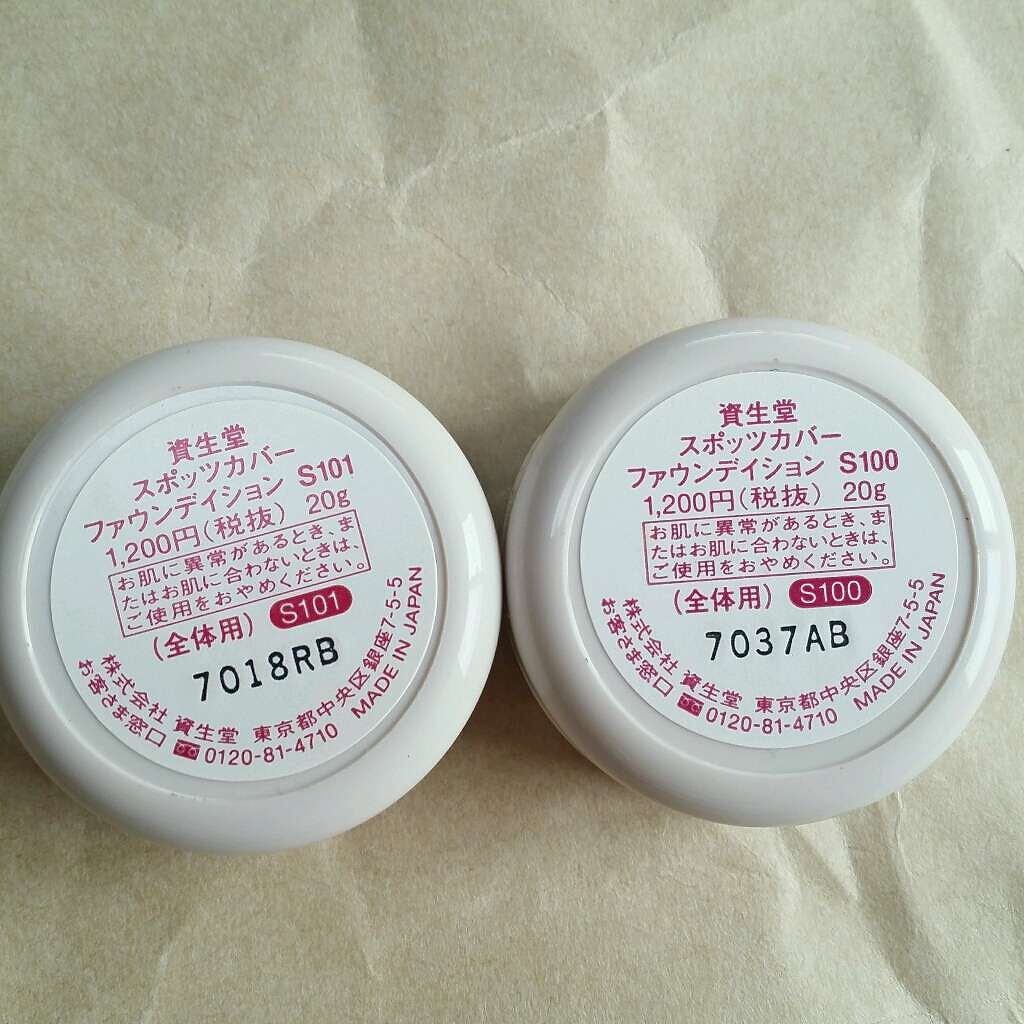 資生堂
スポッツカバー
ファウンデイション S101
1,200円(税抜) 20g
お肌に異常があるとき、ま
たはお肌に合わないときは、
ご使用をおやめください。
(全体用) S101
7018RB
株式会社 資生堂 東京都中央区銀座7-5-5
お客さま窓口 0120-81-4710 MADE IN JAPAN
資生堂
スポッツカバー
ファウンデイション S100
1,200円(税抜) 20g
お肌に異常があるとき、ま
たはお肌に合わないときは、
ご使用をおやめください。
(全体用) S100
7037AB
株式会社 資生堂 東京都中央区銀座7-5-5
お客さま窓口 0120-81-4710 MADE IN JAPAN